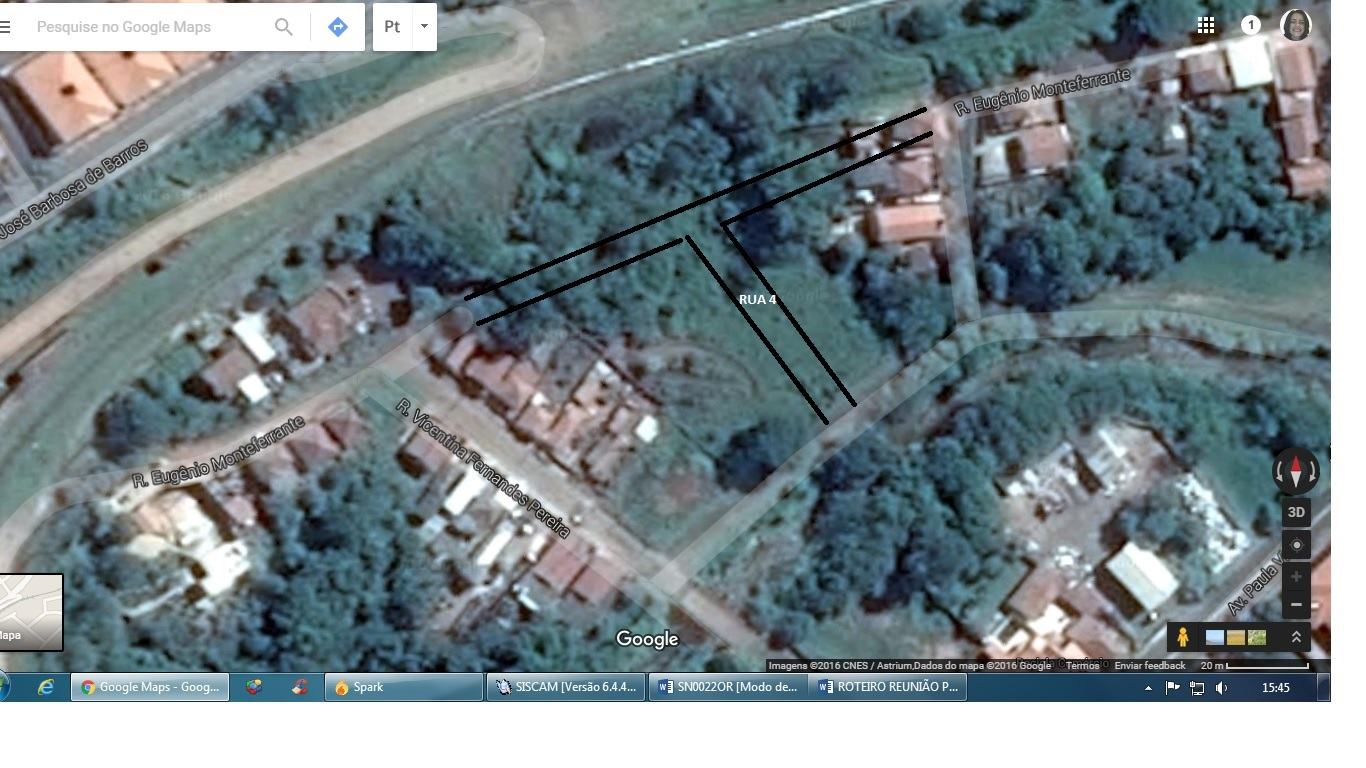 Pesquise no Google Maps
Pt
1
R. Eugênio Monteferrante
José Barbosa de Barros
RUA 4
R. Vicentina Fernandes Pereira
R. Eugênio Monteferrante
3D
Av. Paula
Mapa
Google
Imagens ©2016 CNES / Astrium,Dados do mapa ©2016 Google Termos Enviar feedback 20 m
Google Maps - Goog...
Spark
SISCAM [Versão 6.4.4...
SN0022OR [Modo de...
ROTEIRO REUNIÃO P...
15:45